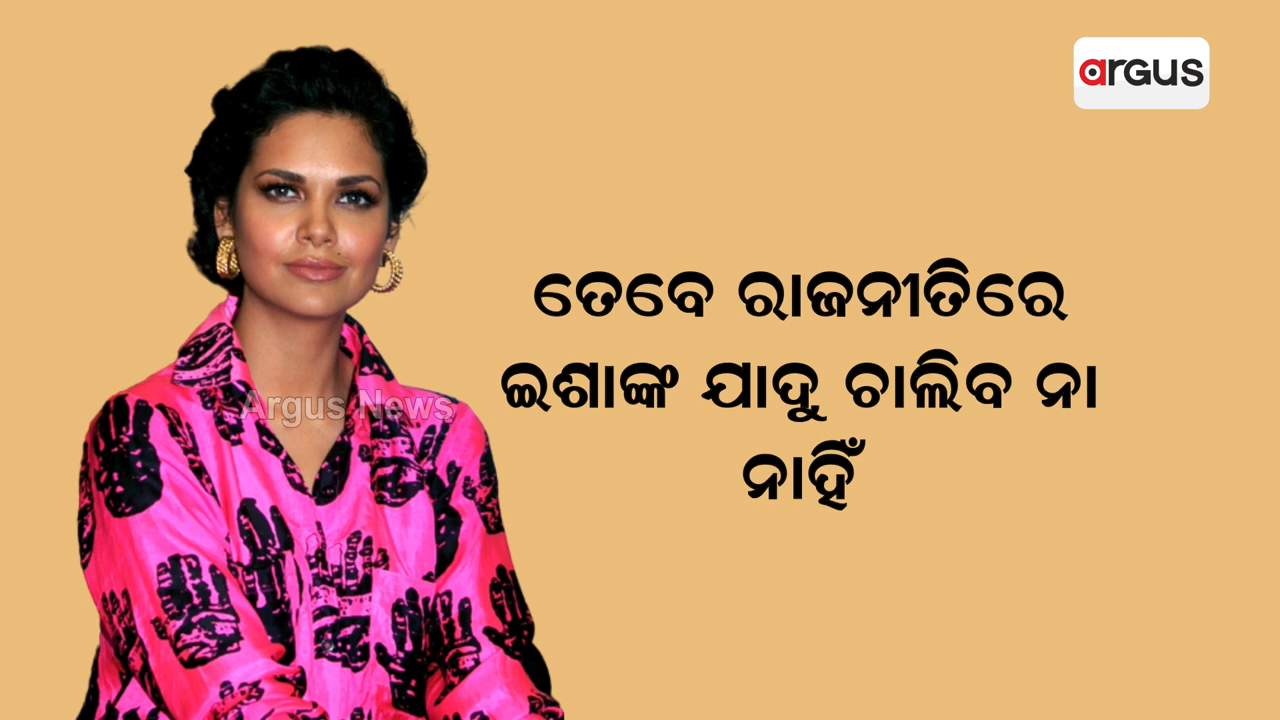 argus
ତେବେ ରାଜନୀତିରେ
ଇଶାଙ୍କ ଯାଦୁ ଚାଲିବ ନା
ନାହିଁ
Argus News